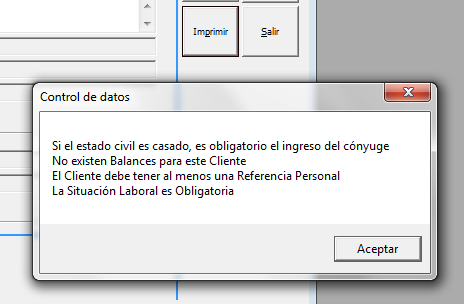 Imprimir
Salir
Control de datos
Si el estado civil es casado, es obligatorio el ingreso del cónyuge
No existen Balances para este Cliente
El Cliente debe tener al menos una Referencia Personal
La Situación Laboral es Obligatoria
Aceptar